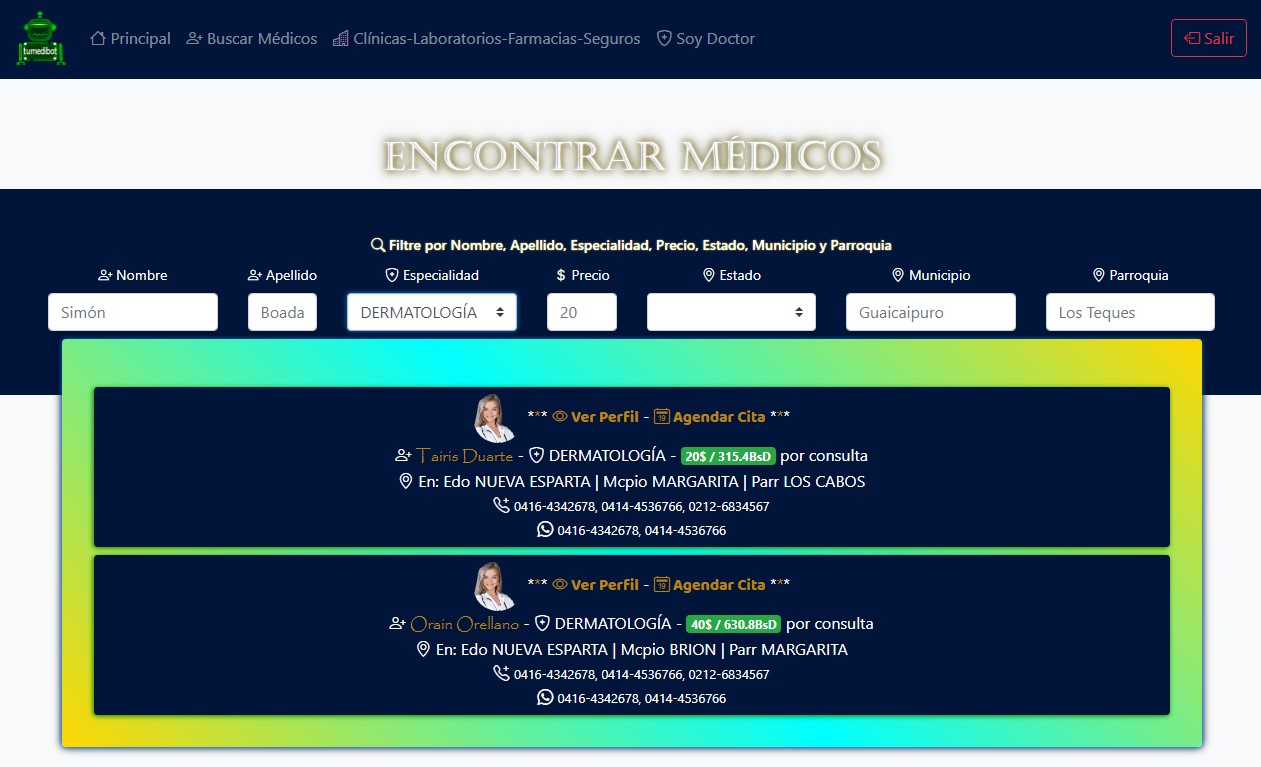 tumedibot
Principal Buscar Médicos Clínicas-Laboratorios-Farmacias-Seguros Soy Doctor Salir
ENCONTRAR MÉDICOS
Filtre por Nombre, Apellido, Especialidad, Precio, Estado, Municipio y Parroquia
Nombre Apellido Especialidad $ Precio Estado Municipio Parroquia
Simón Boada DERMATOLOGÍA 20 Guaicaipuro Los Teques
*** Ver Perfil - 19 Agendar Cita ***
Tairis Duarte - DERMATOLOGÍA - 20$ / 315.4BsD por consulta
En: Edo NUEVA ESPARTA | Mcpio MARGARITA | Parr LOS CABOS
0416-4342678, 0414-4536766, 0212-6834567
0416-4342678, 0414-4536766
*** Ver Perfil - 19 Agendar Cita ***
Oraín Orellano - DERMATOLOGÍA - 40$ / 630.8BsD por consulta
En: Edo NUEVA ESPARTA | Mcpio BRION | Parr MARGARITA
0416-4342678, 0414-4536766, 0212-6834567
0416-4342678, 0414-4536766